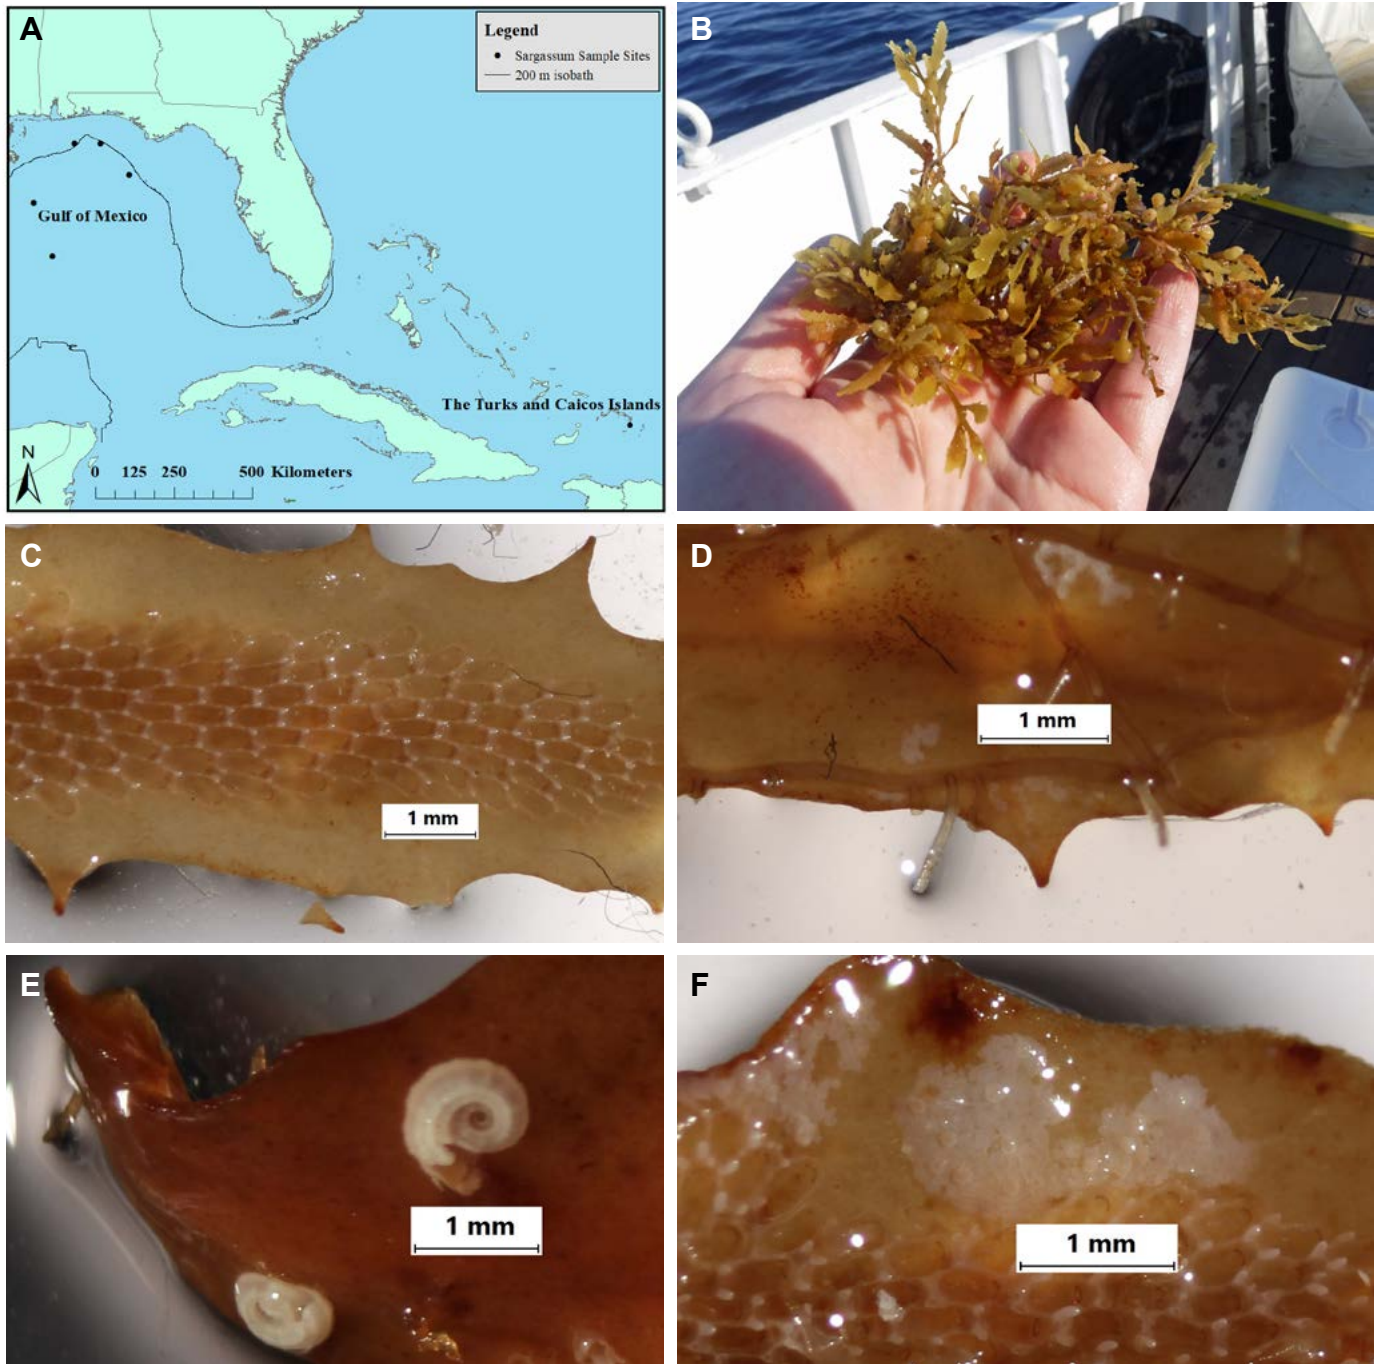 A
Legend
Sargassum Sample Sites
200 m isobath
Gulf of Mexico
The Turks and Caicos Islands
N
0 125 250 500 Kilometers
B
C
1 mm
D
1 mm
E
1 mm
F
1 mm